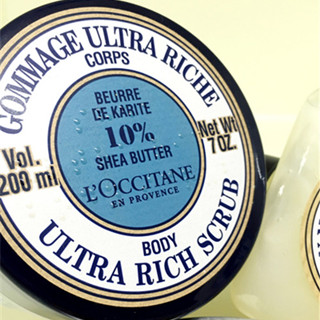 GOMMAGE ULTRA RICHE
CORPS
BEURRE
DE KARITE
10%
SHEA BUTTER
Vol.
200 ml
Net Wt
7 OZ.
L'OCCITANE
EN PROVENCE
BODY
ULTRA RICH SCRUB